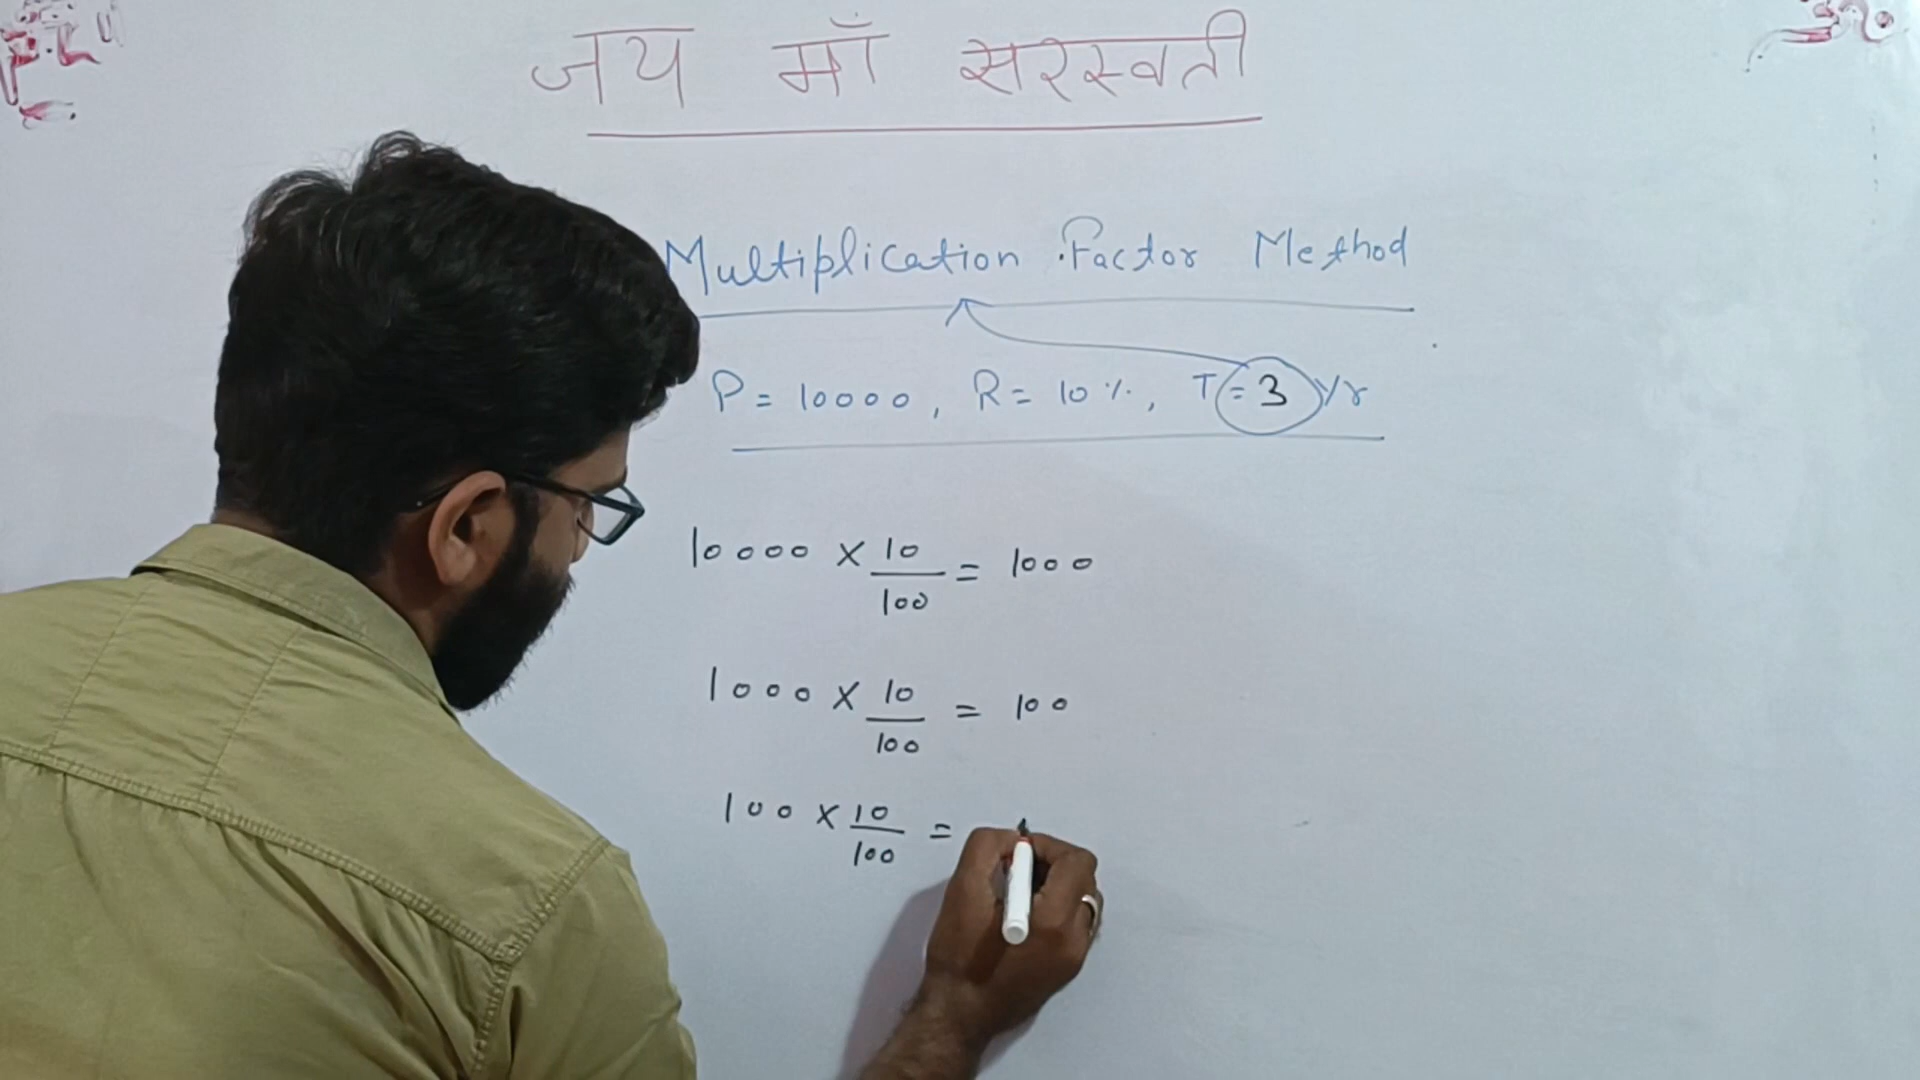 जय माँ सरस्वती
Multiplication Factor Method
P = 10000, R = 10%, T = 3 Yr
10000 × 10/100 = 1000
1000 × 10/100 = 100
100 × 10/100 =